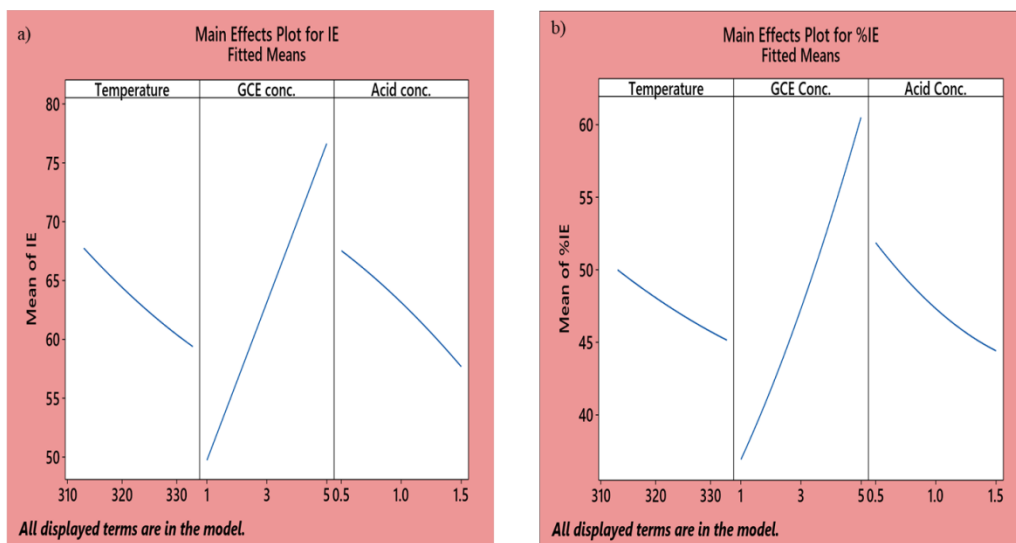 a)
Main Effects Plot for IE
Fitted Means
Temperature GCE conc. Acid conc.
Mean of IE
80
75
70
65
60
55
50
310 320 330 1 3 5 0.5 1.0 1.5
All displayed terms are in the model.
b)
Main Effects Plot for %IE
Fitted Means
Temperature GCE Conc. Acid Conc.
Mean of %IE
60
55
50
45
40
310 320 330 1 3 5 0.5 1.0 1.5
All displayed terms are in the model.